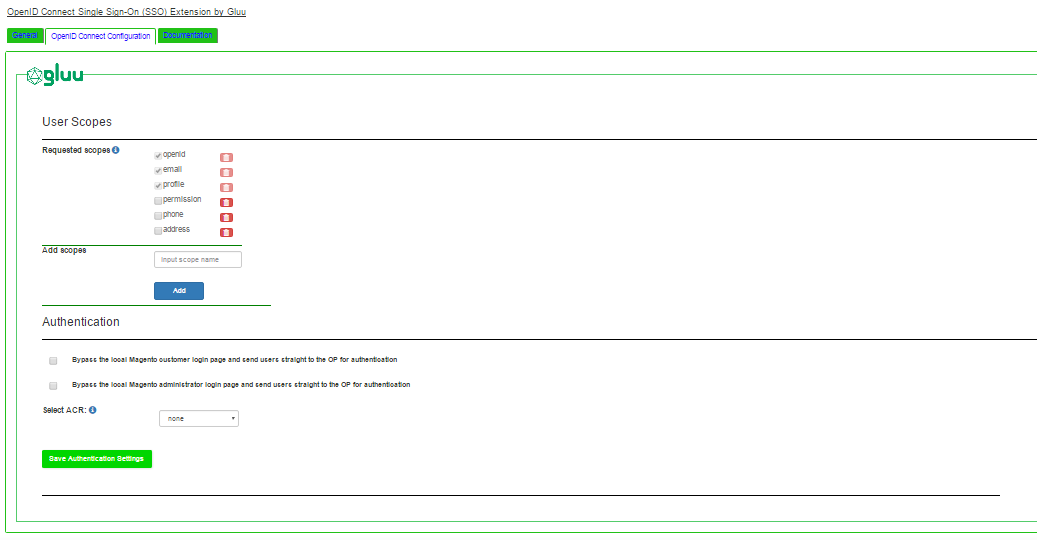 OpenID Connect Single Sign-On (SSO) Extension by Gluu
General OpenID Connect Configuration Documentation
gluu
User Scopes
Requested scopes
openid
email
profile
permission
phone
address
Add scopes
Input scope name
Add
Authentication
Bypass the local Magento customer login page and send users straight to the OP for authentication
Bypass the local Magento administrator login page and send users straight to the OP for authentication
Select ACR: none
Save Authentication Settings